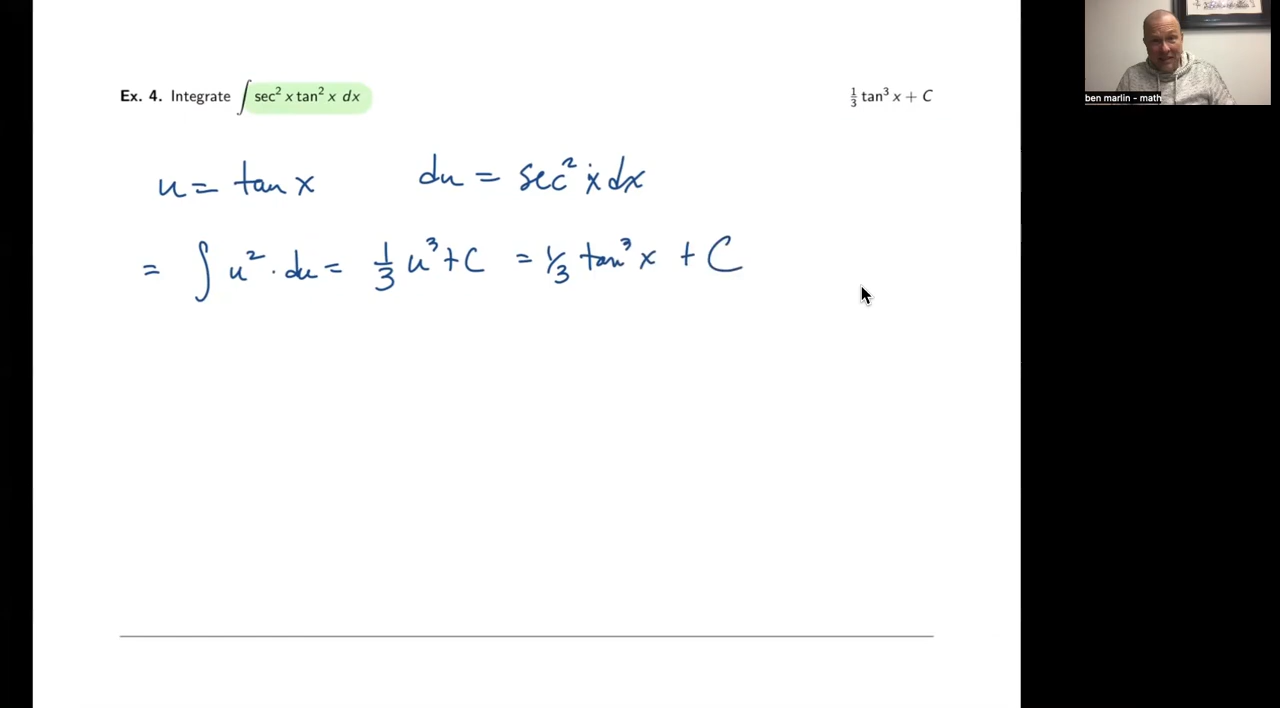 Ex. 4. Integrate ∫ sec² x tan² x dx
⅓ tan³ x + C
u = tan x du = sec² x dx
= ∫ u² · du = ⅓ u³ + C = ⅓ tan³ x + C
ben marlin - math